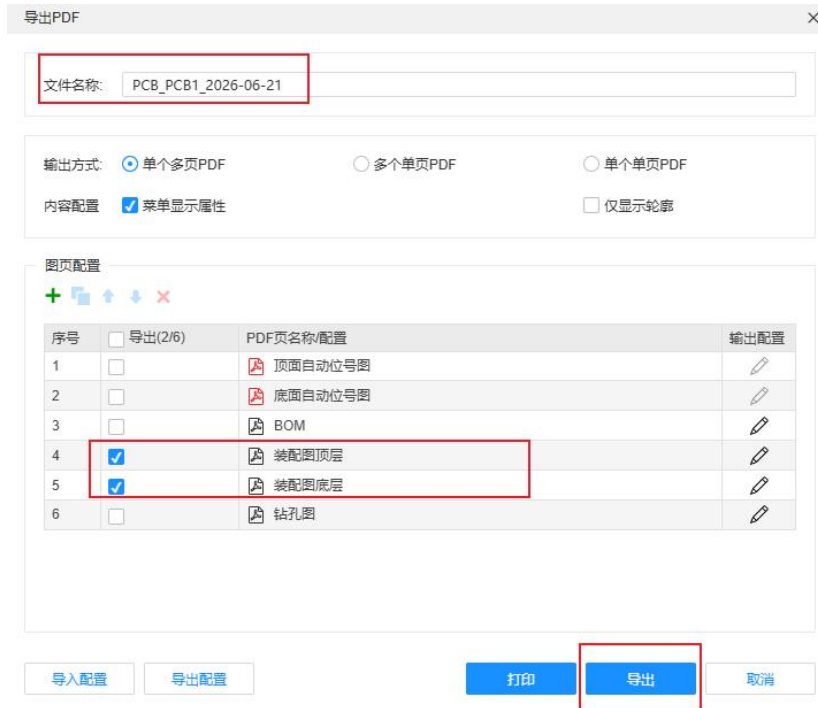 导出PDF
文件名称: PCB_PCB1_2026-06-21
输出方式: 单个多页PDF 多个单页PDF 单个单页PDF
内容配置 菜单显示属性 仅显示轮廓
图页配置
序号 导出(2/6) PDF页名称/配置 输出配置
1 顶面自动位号图
2 底面自动位号图
3 BOM
4 装配图顶层
5 装配图底层
6 钻孔图
导入配置 导出配置 打印 导出 取消